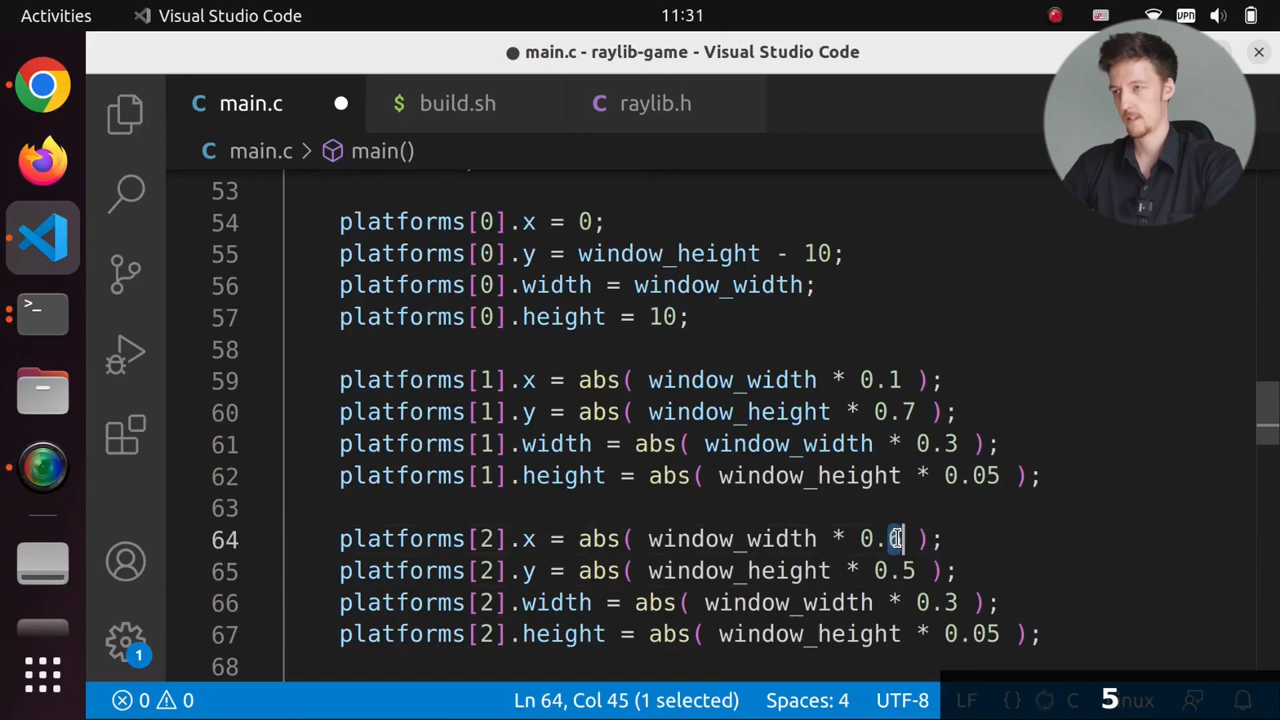 Activities
Visual Studio Code
11:31
VPN
main.c - raylib-game - Visual Studio Code
C main.c
$ build.sh
C raylib.h
C main.c > main()
53
54 platforms[0].x = 0;
55 platforms[0].y = window_height - 10;
56 platforms[0].width = window_width;
57 platforms[0].height = 10;
58
59 platforms[1].x = abs( window_width * 0.1 );
60 platforms[1].y = abs( window_height * 0.7 );
61 platforms[1].width = abs( window_width * 0.3 );
62 platforms[1].height = abs( window_height * 0.05 );
63
64 platforms[2].x = abs( window_width * 0. );
65 platforms[2].y = abs( window_height * 0.5 );
66 platforms[2].width = abs( window_width * 0.3 );
67 platforms[2].height = abs( window_height * 0.05 );
68
1
0 0
Ln 64, Col 45 (1 selected)
Spaces: 4
UTF-8
LF
{ }
C
5
nux